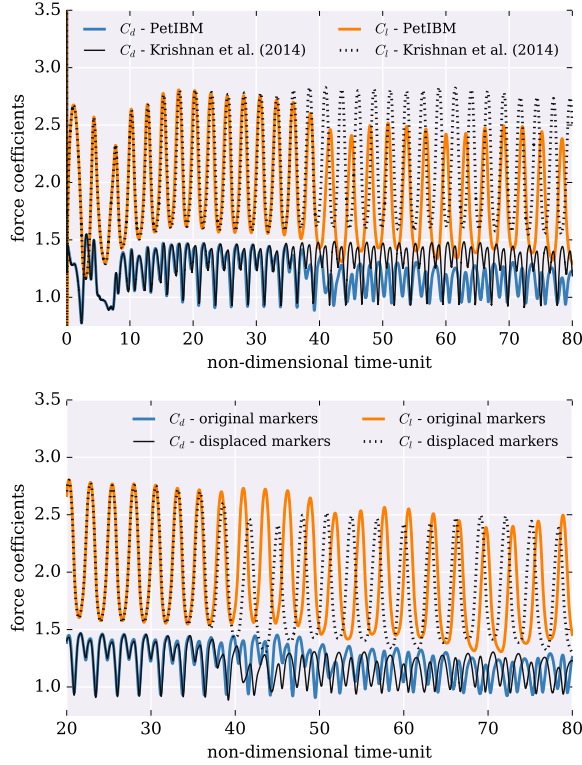 3.5
C_d - PetIBM C_l - PetIBM
C_d - Krishnan et al. (2014) C_l - Krishnan et al. (2014)
3.0
2.5
2.0
1.5
1.0
force coefficients
0 10 20 30 40 50 60 70 80
non-dimensional time-unit
3.5
C_d - original markers C_l - original markers
C_d - displaced markers C_l - displaced markers
3.0
2.5
2.0
1.5
1.0
force coefficients
20 30 40 50 60 70 80
non-dimensional time-unit